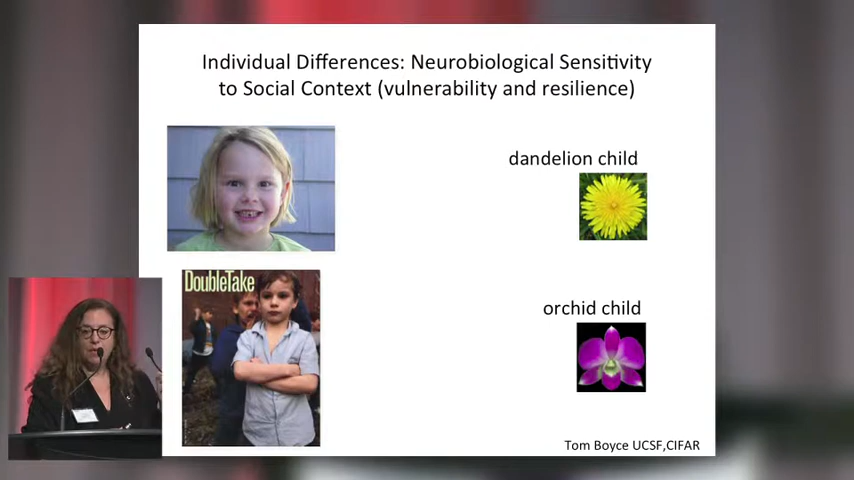 Individual Differences: Neurobiological Sensitivity
to Social Context (vulnerability and resilience)
dandelion child
DoubleTake
orchid child
Tom Boyce UCSF,CIFAR